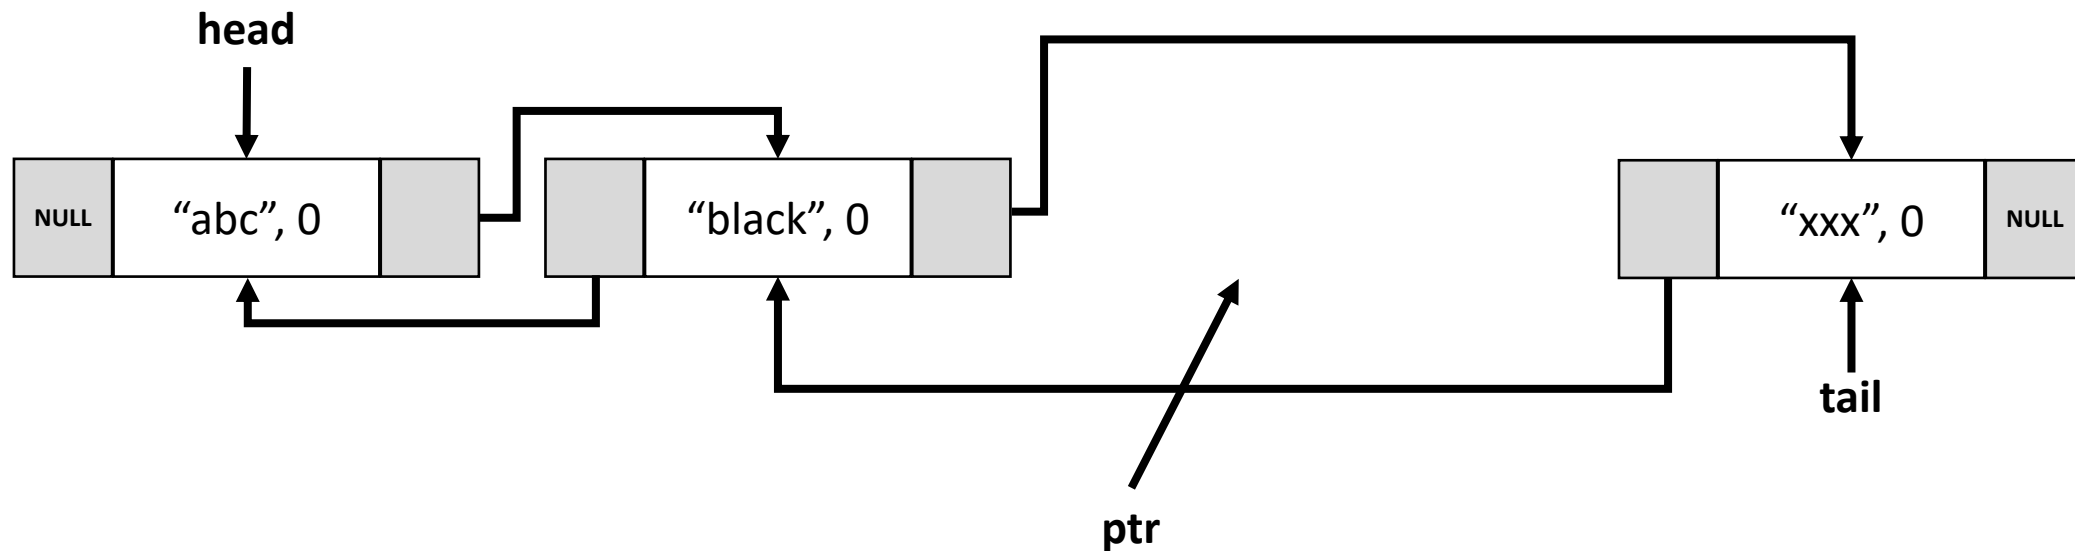 head
NULL
“abc”, 0
“black”, 0
“xxx”, 0
NULL
tail
ptr